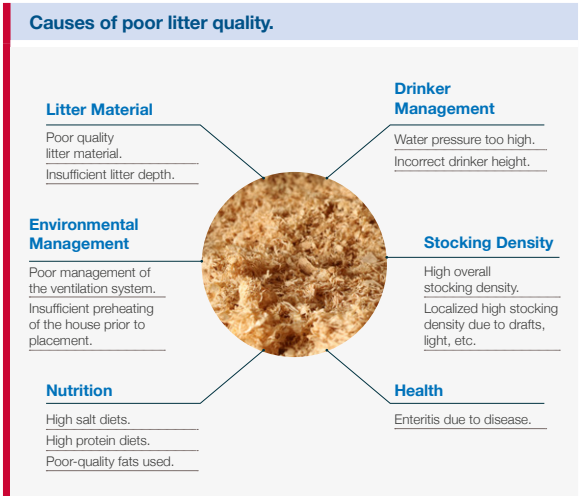 Causes of poor litter quality.
Litter Material
Poor quality
litter material.
Insufficient litter depth.
Drinker
Management
Water pressure too high.
Incorrect drinker height.
Environmental
Management
Poor management of
the ventilation system.
Insufficient preheating
of the house prior to
placement.
Stocking Density
High overall
stocking density.
Localized high stocking
density due to drafts,
light, etc.
Nutrition
High salt diets.
High protein diets.
Poor-quality fats used.
Health
Enteritis due to disease.